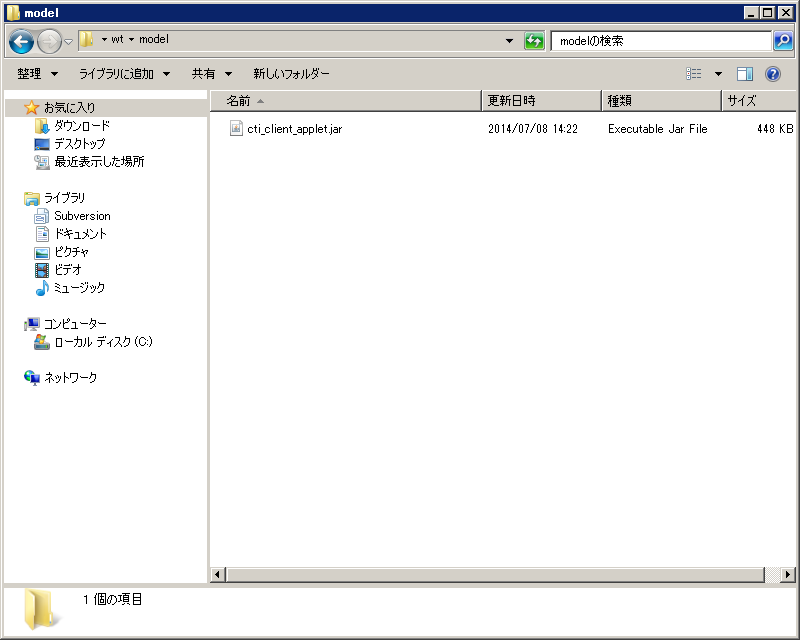 model
wt model
modelの検索
整理 ライブラリに追加 共有 新しいフォルダー
名前 更新日時 種類 サイズ
cti_client_applet.jar 2014/07/08 14:22 Executable Jar File 448 KB
お気に入り
ダウンロード
デスクトップ
最近表示した場所
ライブラリ
Subversion
ドキュメント
ピクチャ
ビデオ
ミュージック
コンピューター
ローカル ディスク (C:)
ネットワーク
1 個の項目